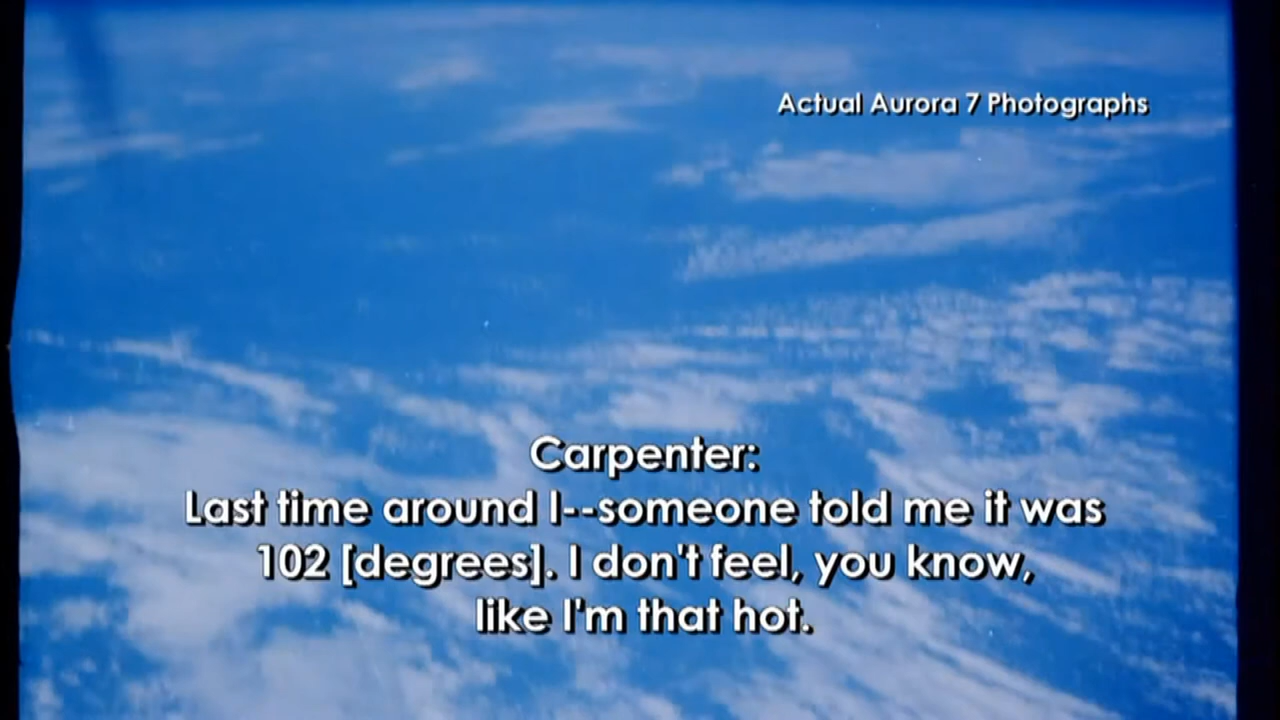 Actual Aurora 7 Photographs
Carpenter:
Last time around I--someone told me it was
102 [degrees]. I don't feel, you know,
like I'm that hot.